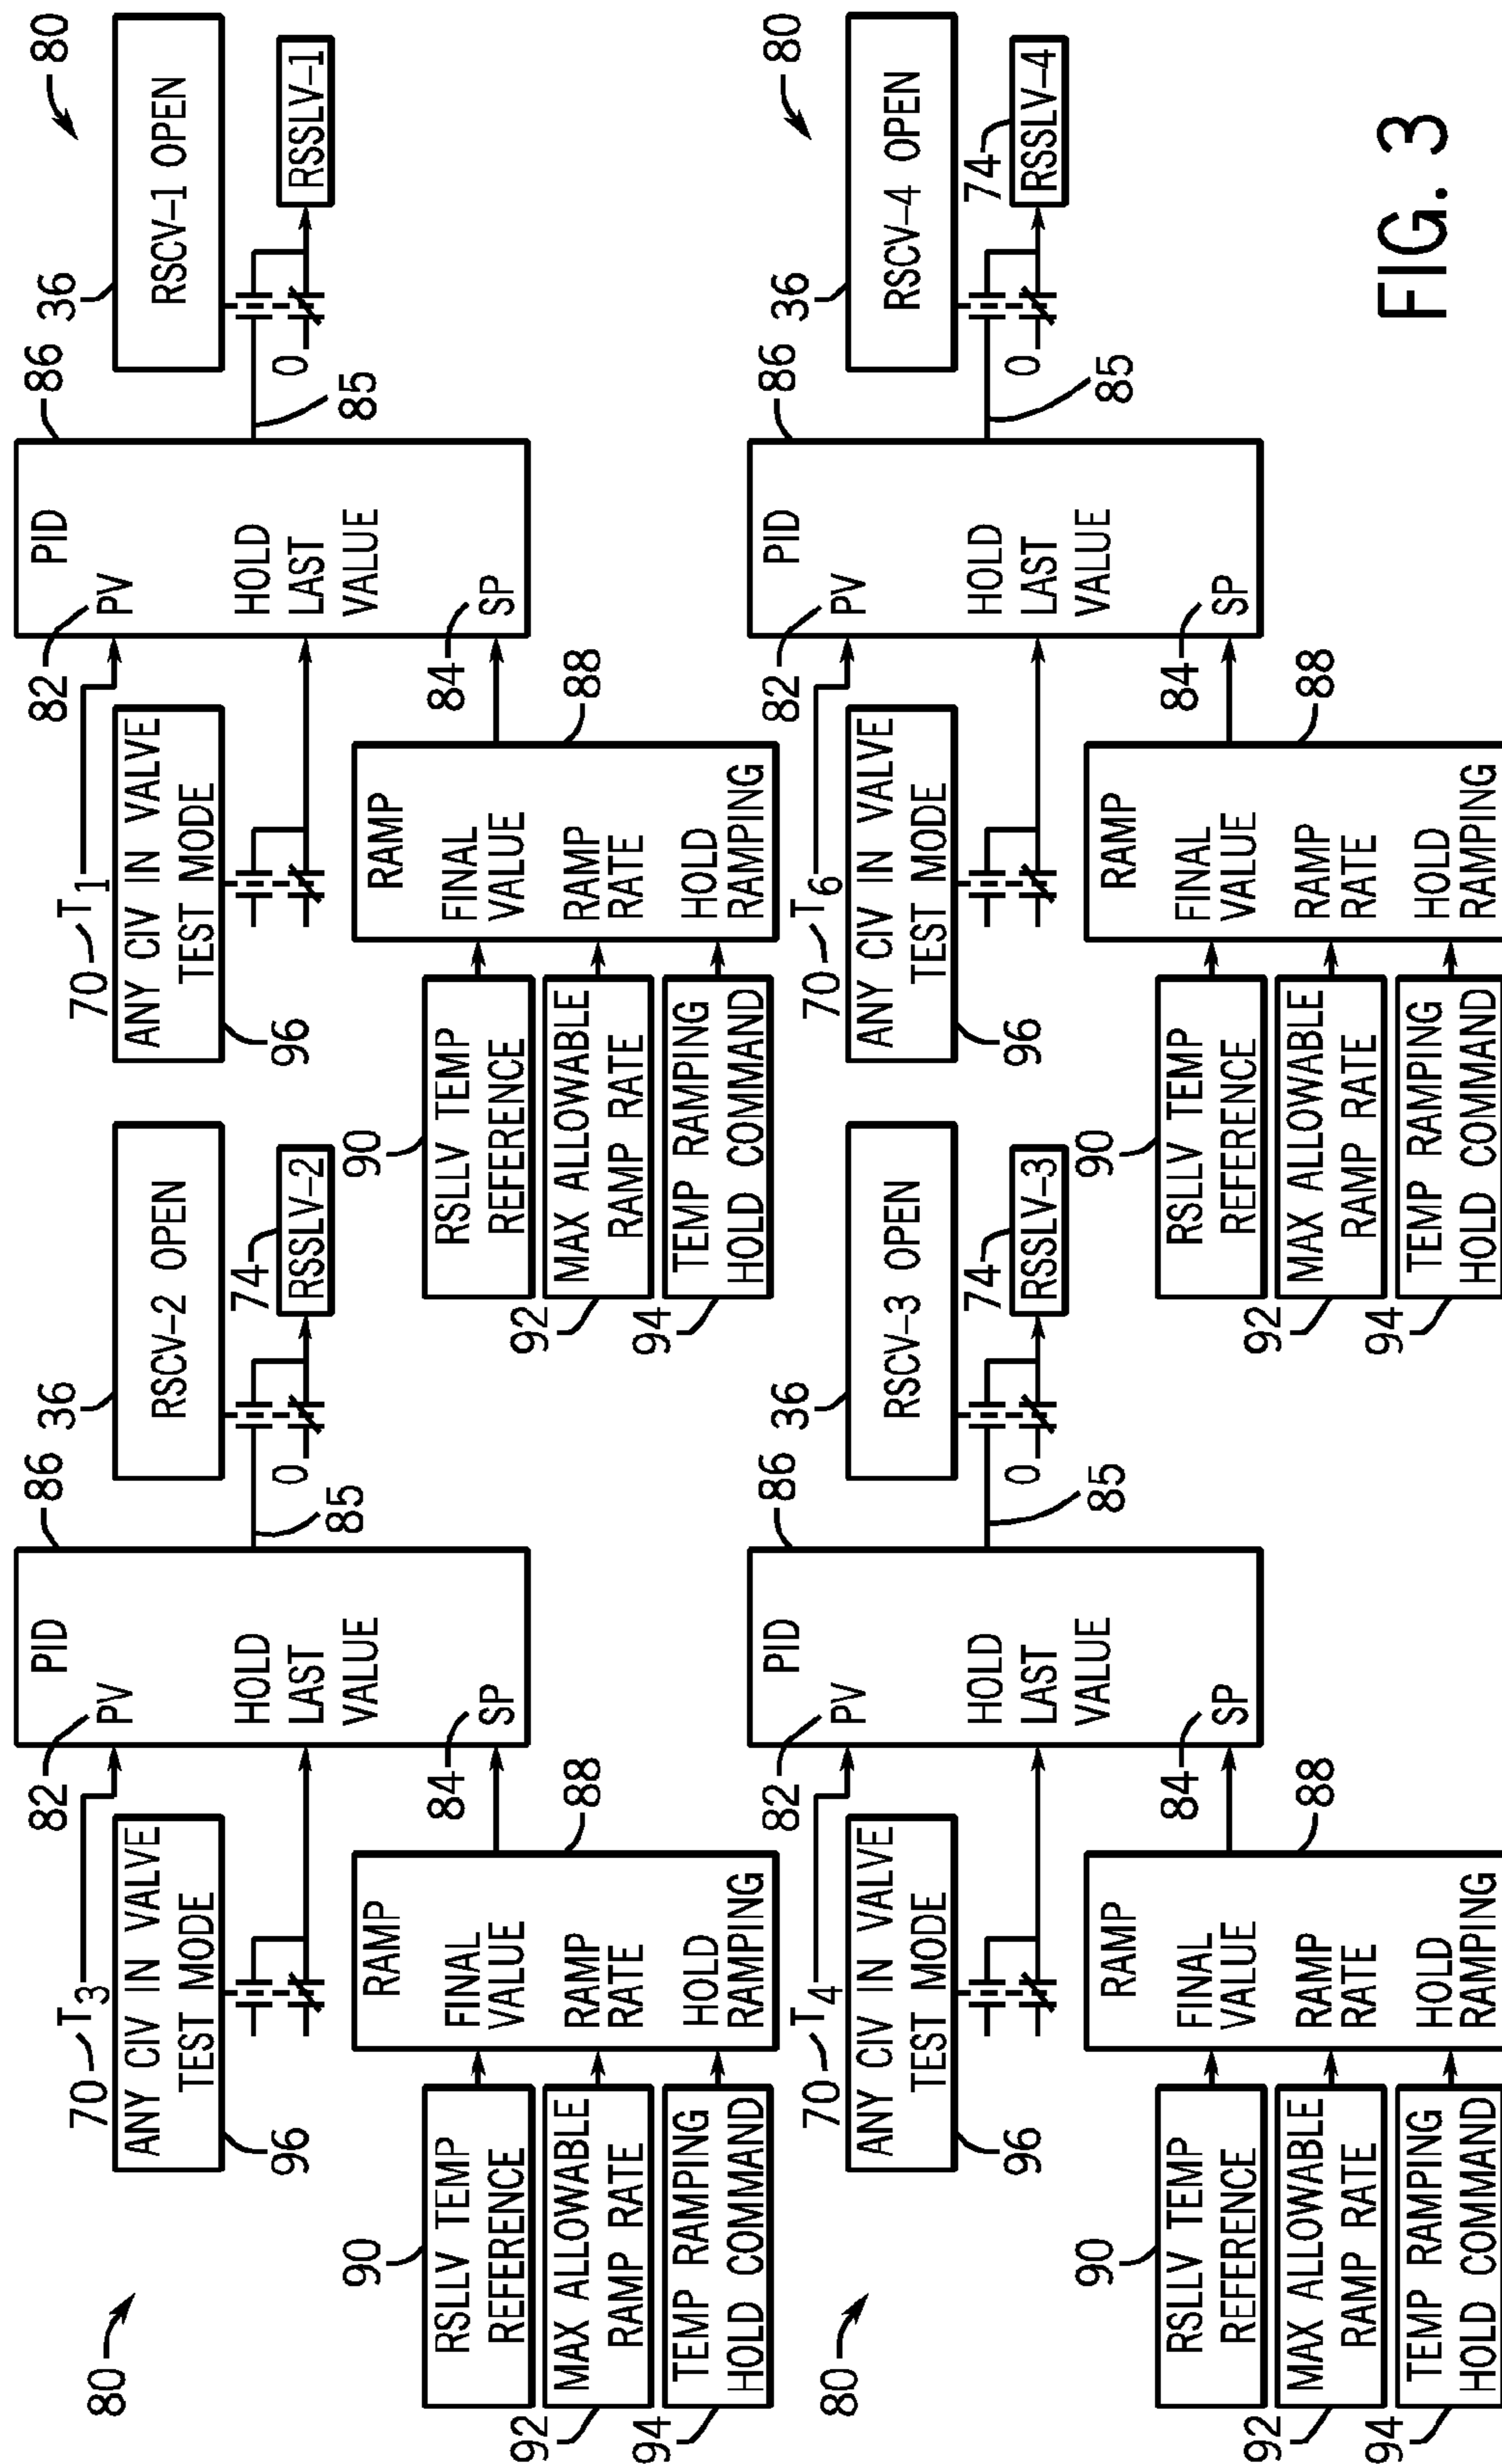 80
70
T3
82
PID
PV
86
ANY CIV IN VALVE
TEST MODE
96
HOLD
LAST
VALUE
84
SP
85
36
RSCV-2 OPEN
0
74
RSSLV-2
90
RSLLV TEMP
REFERENCE
92
MAX ALLOWABLE
RAMP RATE
94
TEMP RAMPING
HOLD COMMAND
RAMP
FINAL
VALUE
RAMP
RATE
HOLD
RAMPING
88
80
70
T1
82
PID
PV
86
ANY CIV IN VALVE
TEST MODE
96
HOLD
LAST
VALUE
84
SP
85
36
RSCV-1 OPEN
0
RSSLV-1
90
RSLLV TEMP
REFERENCE
92
MAX ALLOWABLE
RAMP RATE
94
TEMP RAMPING
HOLD COMMAND
RAMP
FINAL
VALUE
RAMP
RATE
HOLD
RAMPING
88
80
70
T4
82
PID
PV
86
ANY CIV IN VALVE
TEST MODE
96
HOLD
LAST
VALUE
84
SP
85
36
RSCV-3 OPEN
0
74
RSSLV-3
90
RSLLV TEMP
REFERENCE
92
MAX ALLOWABLE
RAMP RATE
94
TEMP RAMPING
HOLD COMMAND
RAMP
FINAL
VALUE
RAMP
RATE
HOLD
RAMPING
88
80
70
T6
82
PID
PV
86
ANY CIV IN VALVE
TEST MODE
96
HOLD
LAST
VALUE
84
SP
85
36
RSCV-4 OPEN
0
74
RSSLV-4
90
RSLLV TEMP
REFERENCE
92
MAX ALLOWABLE
RAMP RATE
94
TEMP RAMPING
HOLD COMMAND
RAMP
FINAL
VALUE
RAMP
RATE
HOLD
RAMPING
88
FIG. 3